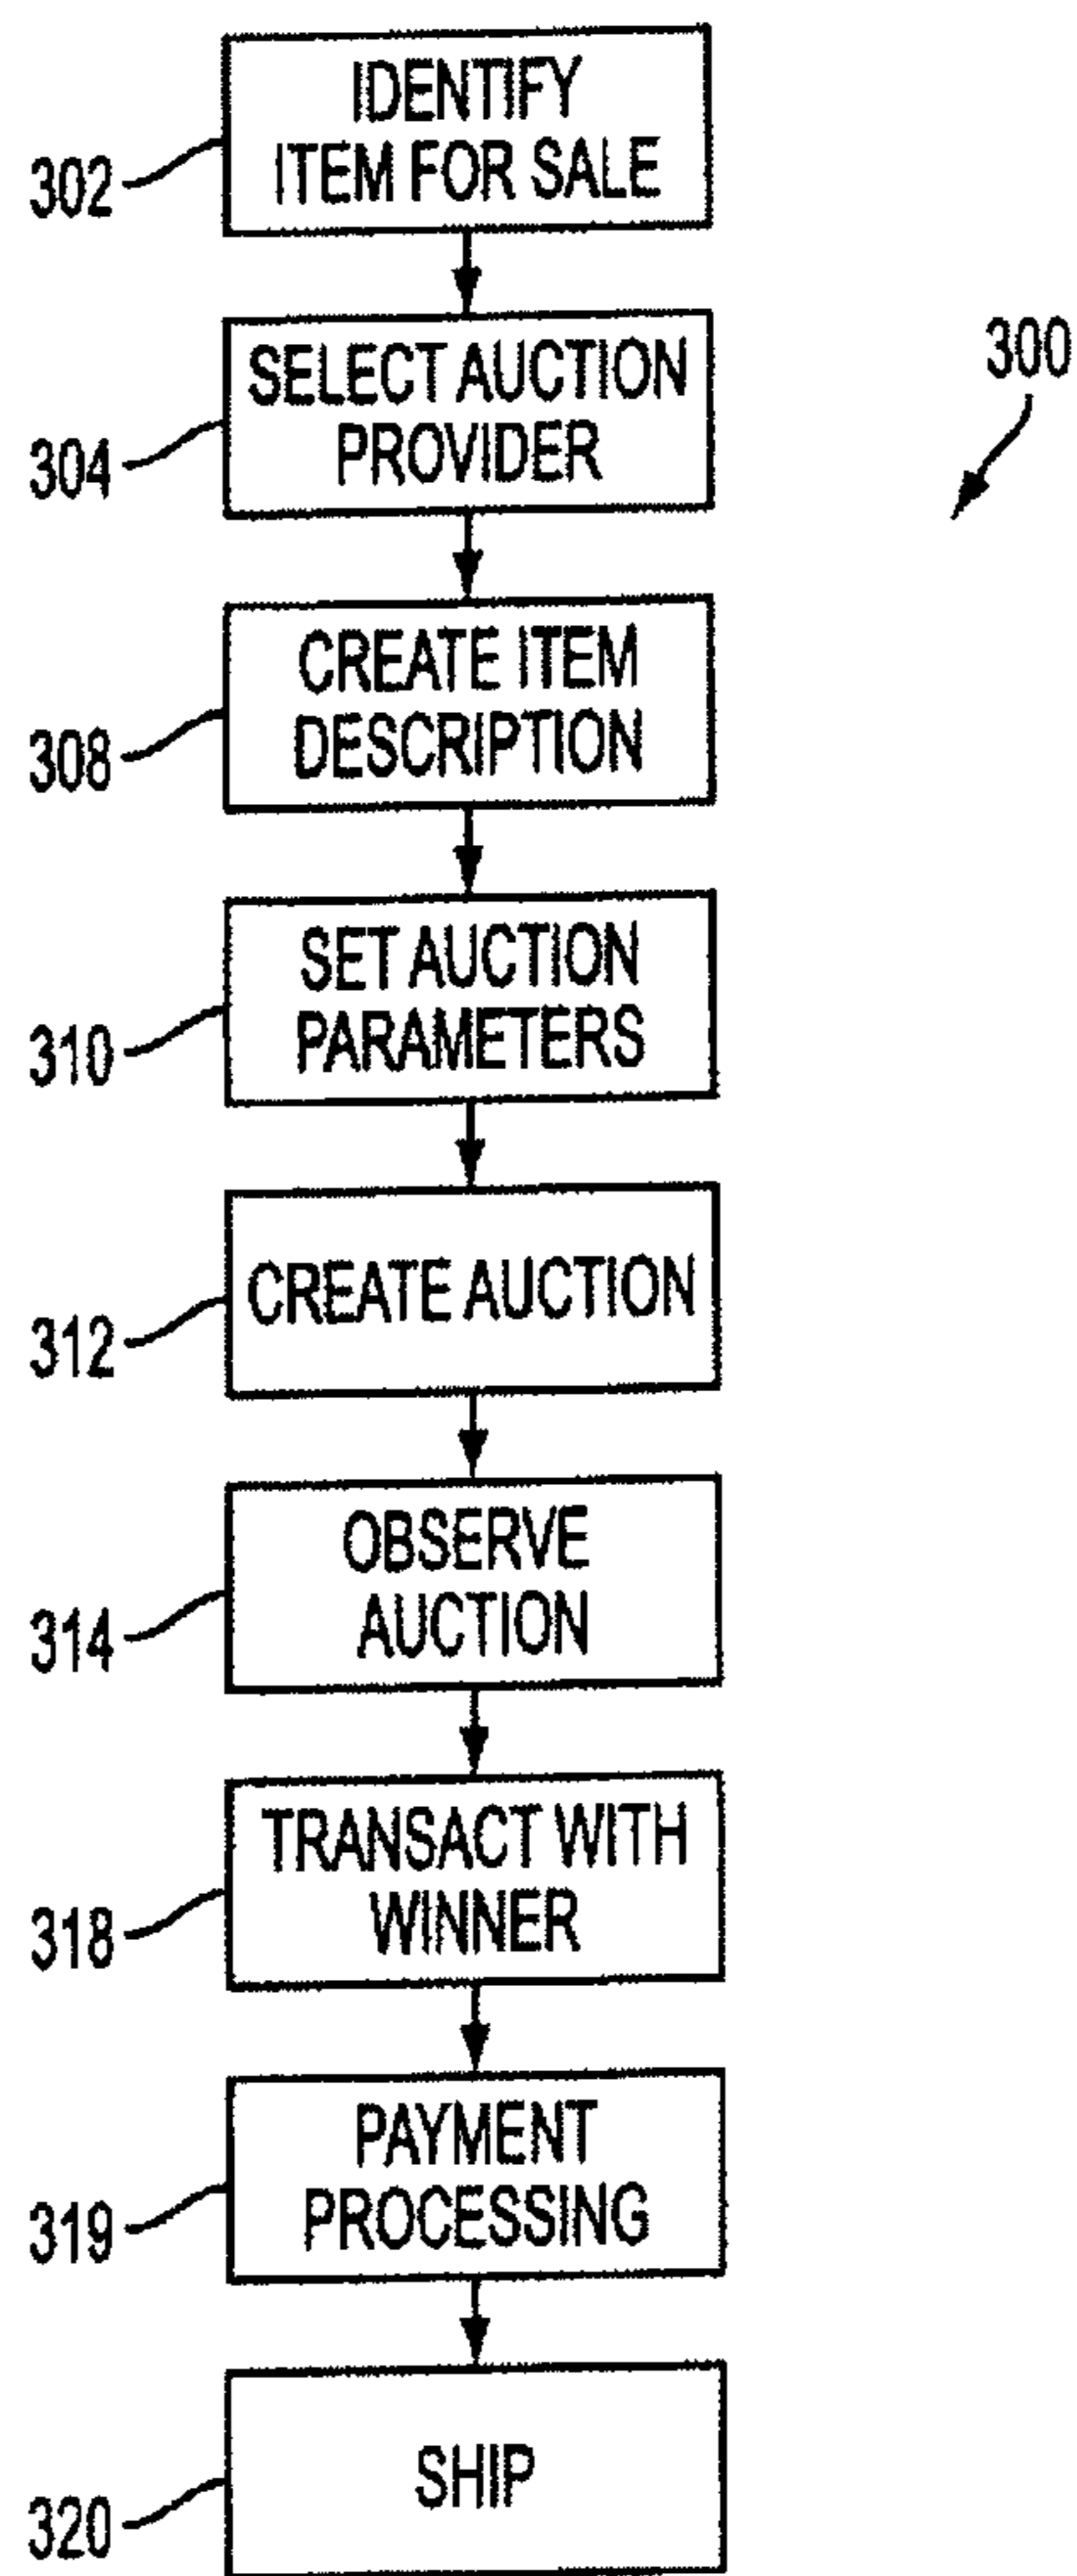 IDENTIFY
ITEM FOR SALE
302
SELECT AUCTION
PROVIDER
304
300
CREATE ITEM
DESCRIPTION
308
SET AUCTION
PARAMETERS
310
CREATE AUCTION
312
OBSERVE
AUCTION
314
TRANSACT WITH
WINNER
318
PAYMENT
PROCESSING
319
SHIP
320